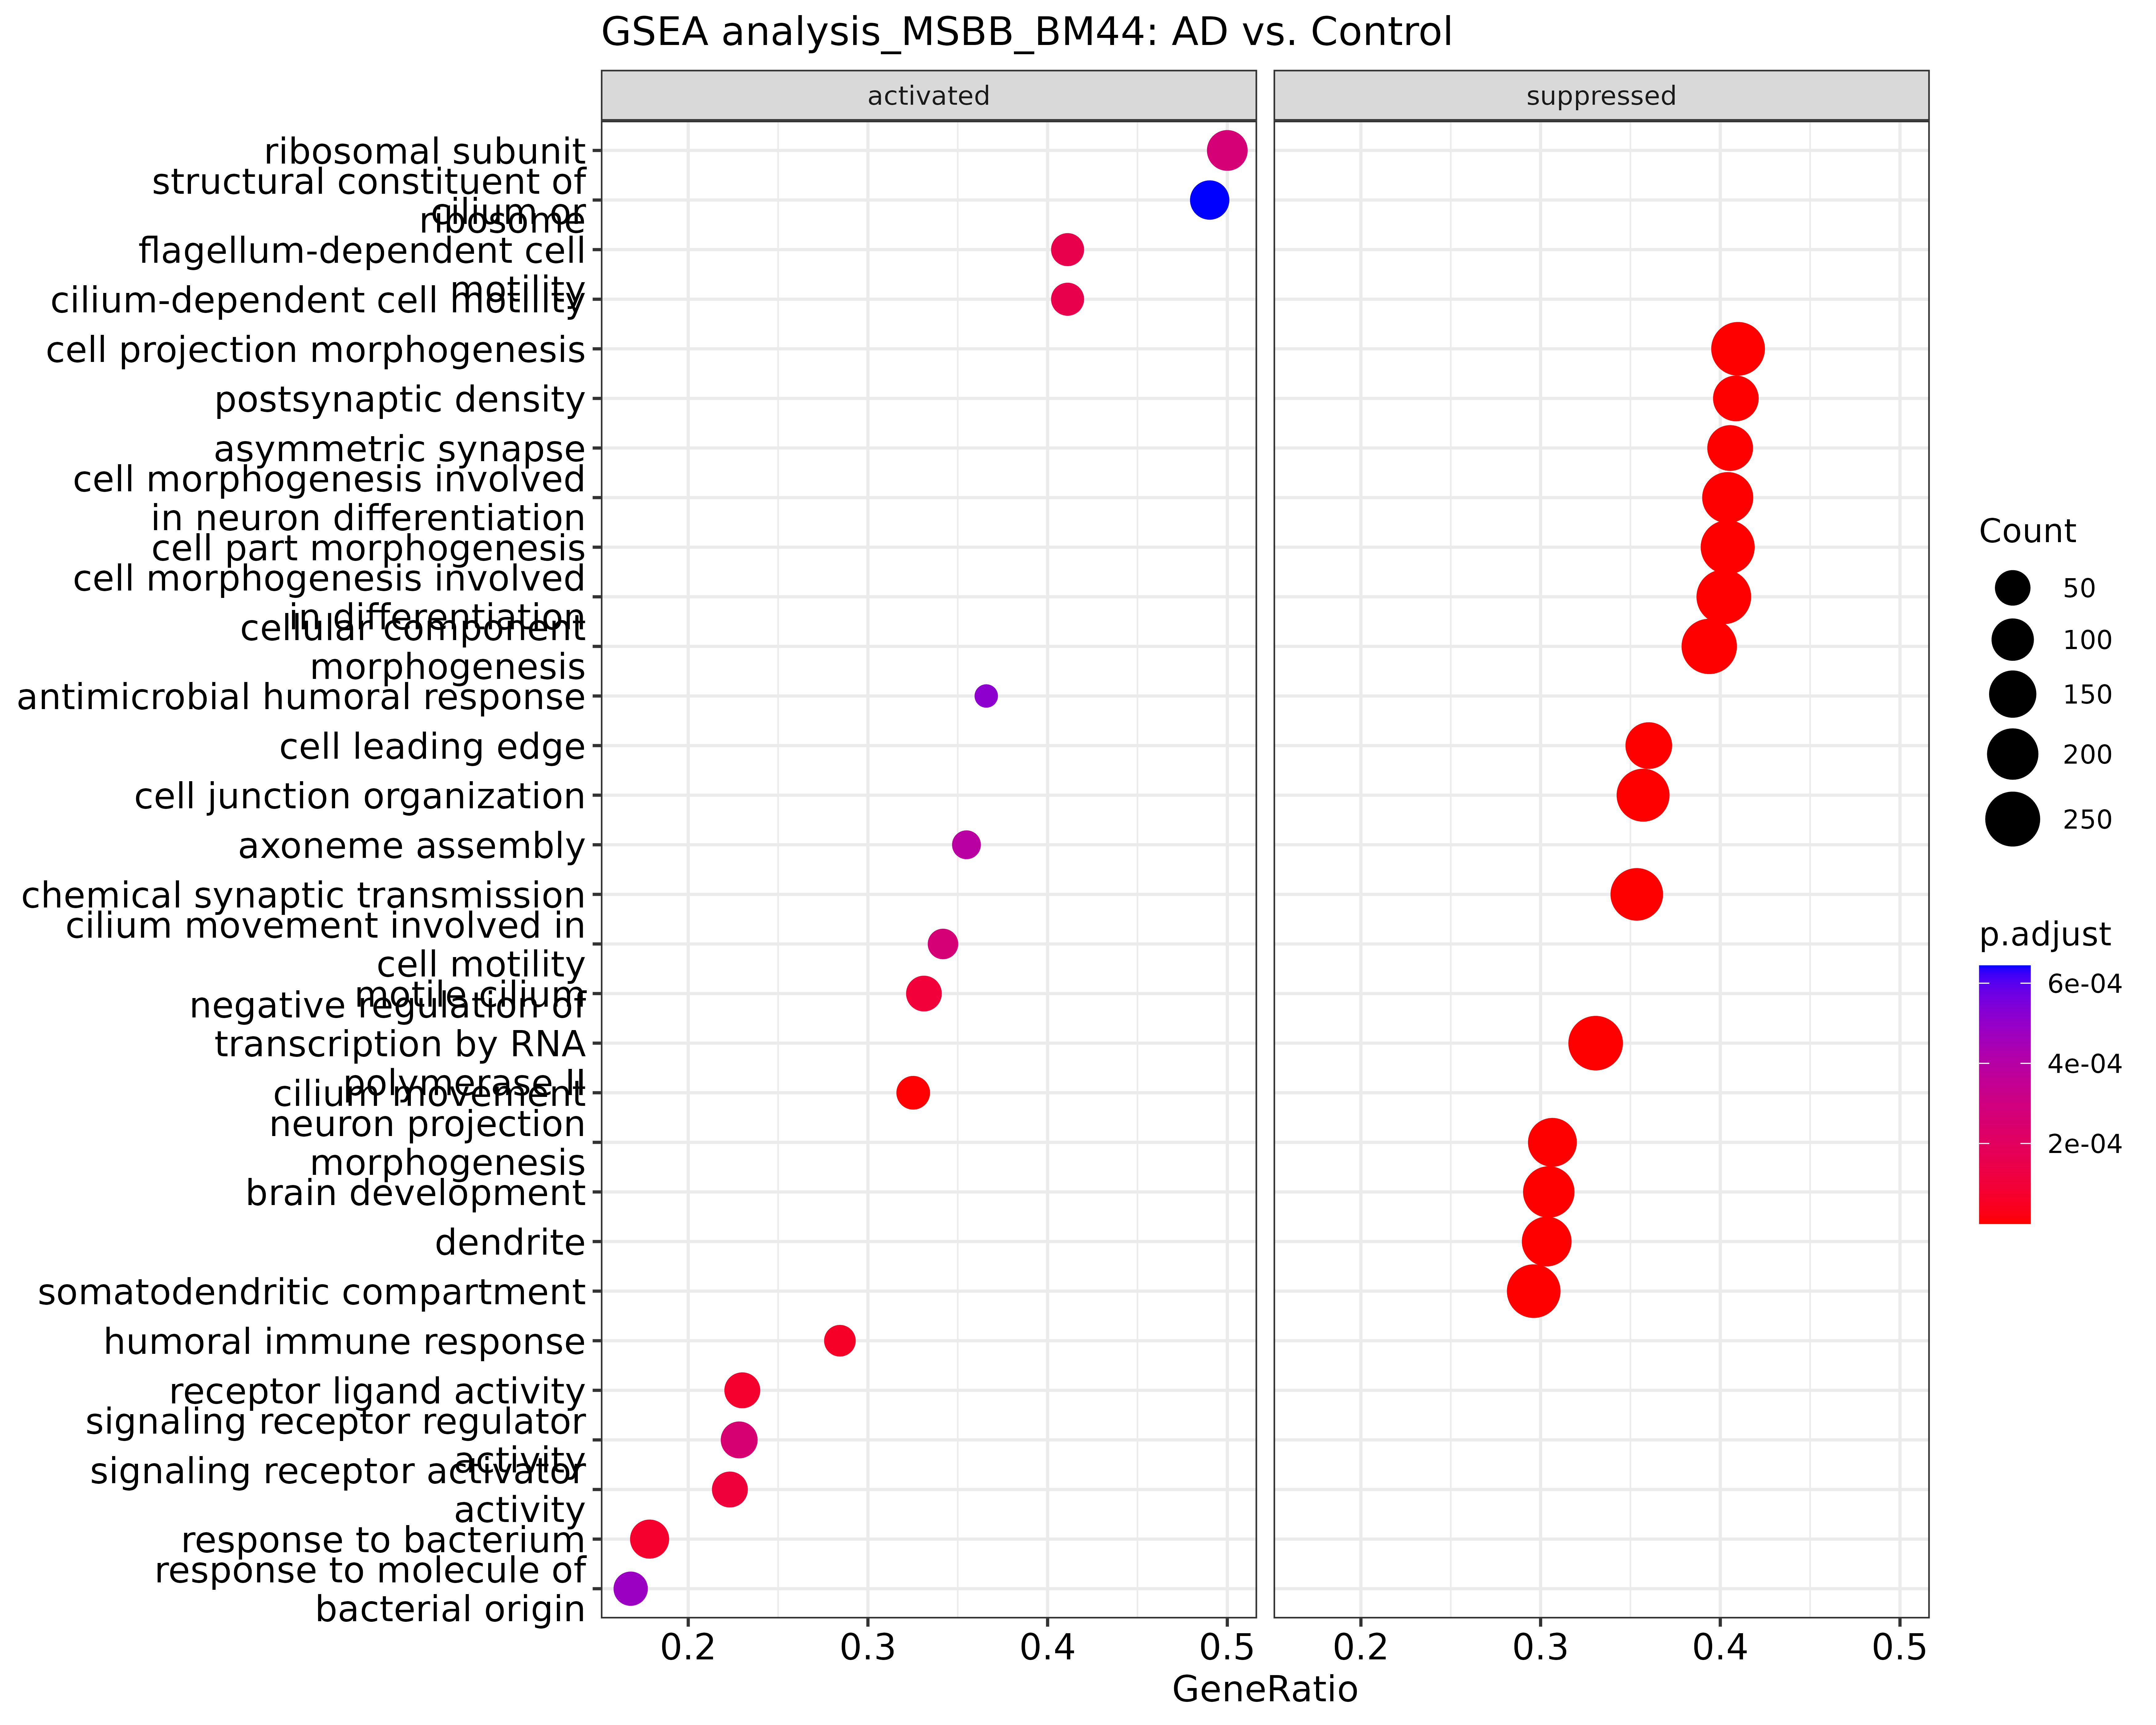 GSEA analysis_MSBB_BM44: AD vs. Control
activated
suppressed
ribosomal subunit
structural constituent of
ribosome
cilium or
flagellum-dependent cell
motility
cilium-dependent cell motility
cell projection morphogenesis
postsynaptic density
asymmetric synapse
cell morphogenesis involved
in neuron differentiation
cell part morphogenesis
cell morphogenesis involved
in differentiation
cellular component
morphogenesis
antimicrobial humoral response
cell leading edge
cell junction organization
axoneme assembly
chemical synaptic transmission
cilium movement involved in
cell motility
motile cilium
negative regulation of
transcription by RNA
polymerase II
cilium movement
neuron projection
morphogenesis
brain development
dendrite
somatodendritic compartment
humoral immune response
receptor ligand activity
signaling receptor regulator
activity
signaling receptor activator
activity
response to bacterium
response to molecule of
bacterial origin
0.2 0.3 0.4 0.5
0.2 0.3 0.4 0.5
GeneRatio
Count
50
100
150
200
250
p.adjust
6e-04
4e-04
2e-04